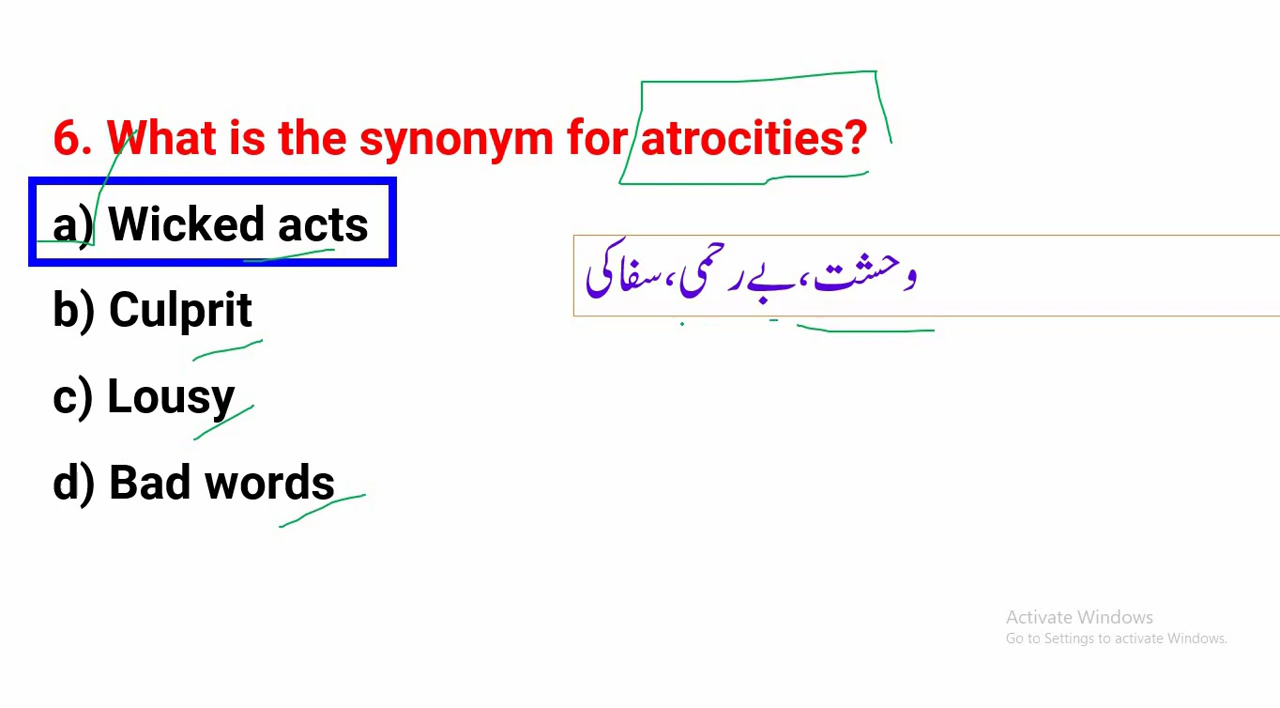 6. What is the synonym for atrocities?
a) Wicked acts
وحشت، بے رحمی، سفاکی
b) Culprit
c) Lousy
d) Bad words
Activate Windows
Go to Settings to activate Windows.